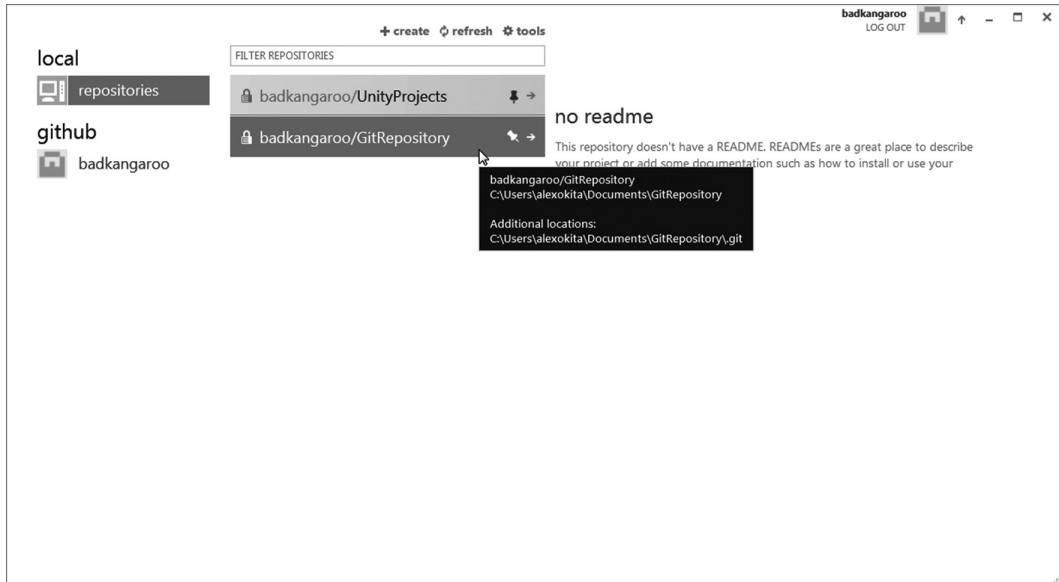 badkangaroo
LOG OUT
create refresh tools
local
FILTER REPOSITORIES
repositories
badkangaroo/UnityProjects
github
badkangaroo/GitRepository
badkangaroo
no readme
This repository doesn't have a README. READMEs are a great place to describe
your project or add some documentation such as how to install or use your
badkangaroo/GitRepository
C:\Users\alexokita\Documents\GitRepository
Additional locations:
C:\Users\alexokita\Documents\GitRepository\.git